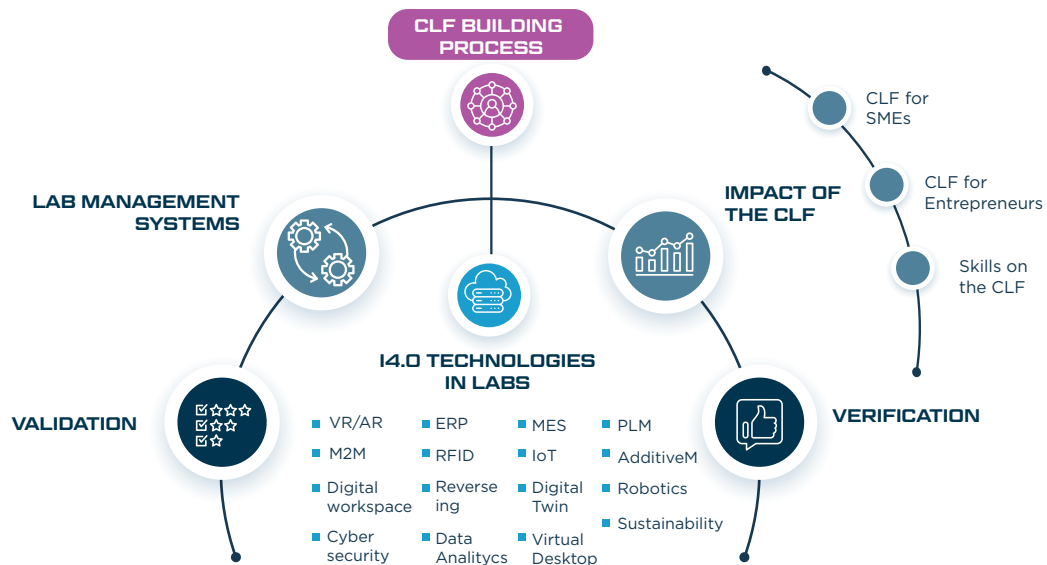 CLF BUILDING
PROCESS
CLF for
SMEs
CLF for
Entrepreneurs
Skills on
the CLF
LAB MANAGEMENT
SYSTEMS
IMPACT OF
THE CLF
I4.0 TECHNOLOGIES
IN LABS
VALIDATION
VERIFICATION
VR/AR
M2M
Digital
workspace
Cyber
security
ERP
RFID
Reverse
ing
Data
Analitycs
MES
IoT
Digital
Twin
Virtual
Desktop
PLM
AdditiveM
Robotics
Sustainability